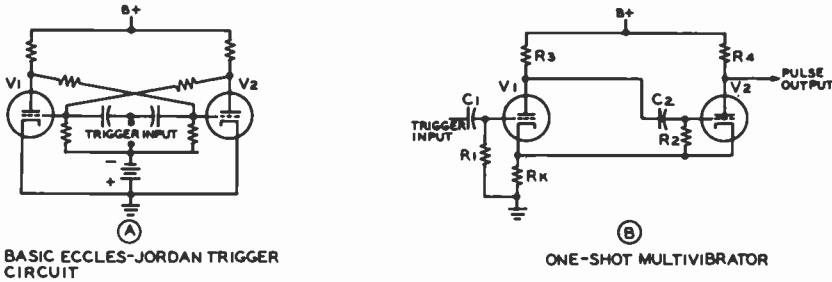 B+
V1
V2
TRIGGER INPUT
-
+
A
BASIC ECCLES-JORDAN TRIGGER
CIRCUIT
B+
R3
R4
V1
V2
PULSE
OUTPUT
C1
C2
TRIGGER
INPUT
R1
R2
RK
B
ONE-SHOT MULTIVIBRATOR